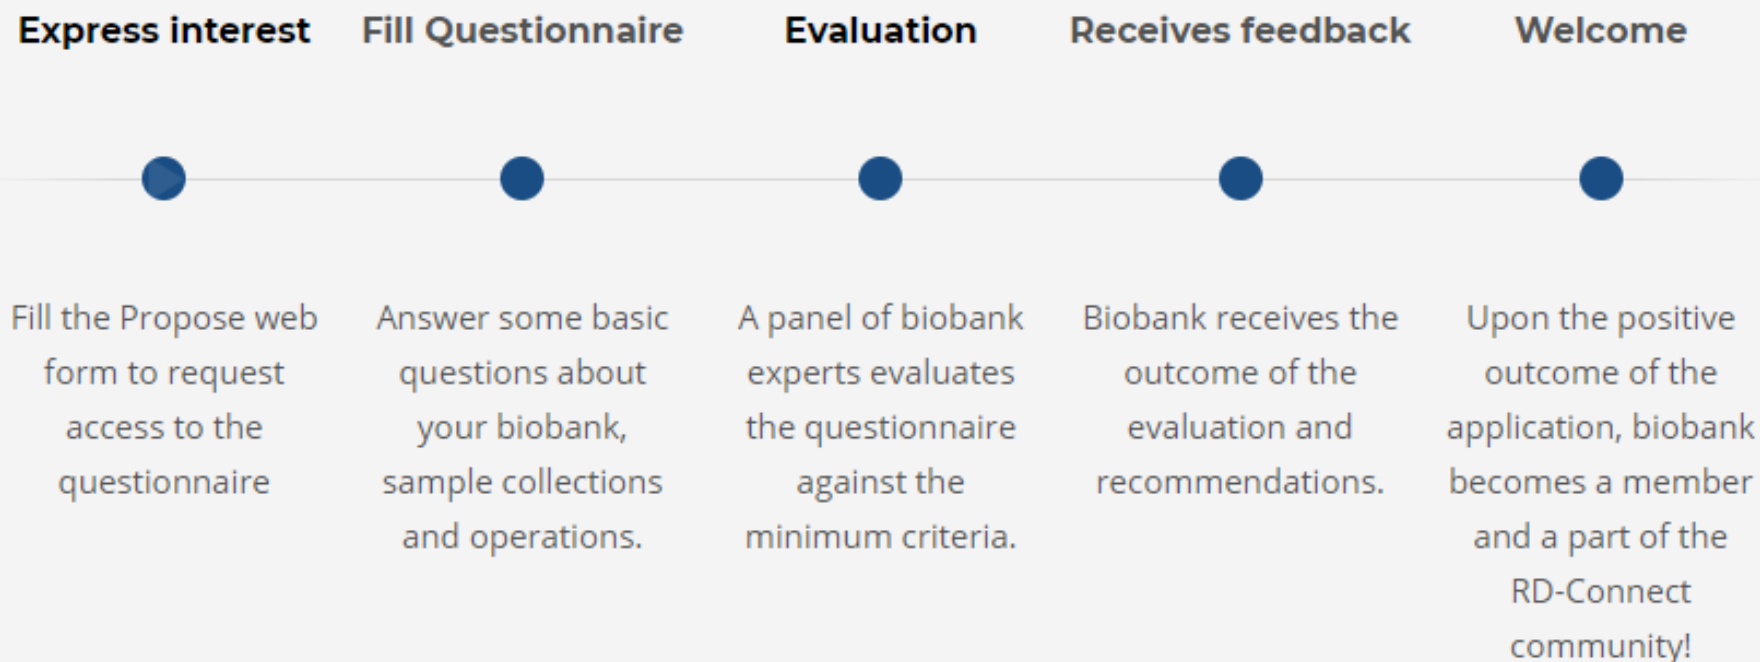 Express interest
Fill Questionnaire
Evaluation
Receives feedback
Welcome
Fill the Propose web
form to request
access to the
questionnaire
Answer some basic
questions about
your biobank,
sample collections
and operations.
A panel of biobank
experts evaluates
the questionnaire
against the
minimum criteria.
Biobank receives the
outcome of the
evaluation and
recommendations.
Upon the positive
outcome of the
application, biobank
becomes a member
and a part of the
RD-Connect
community!